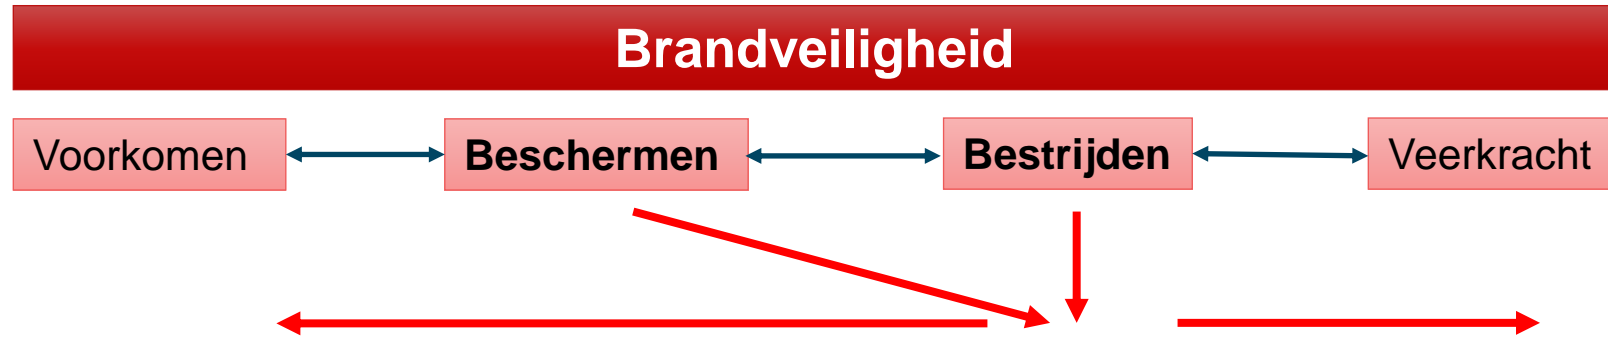 Brandveiligheid
Voorkomen
Beschermen
Bestrijden
Veerkracht